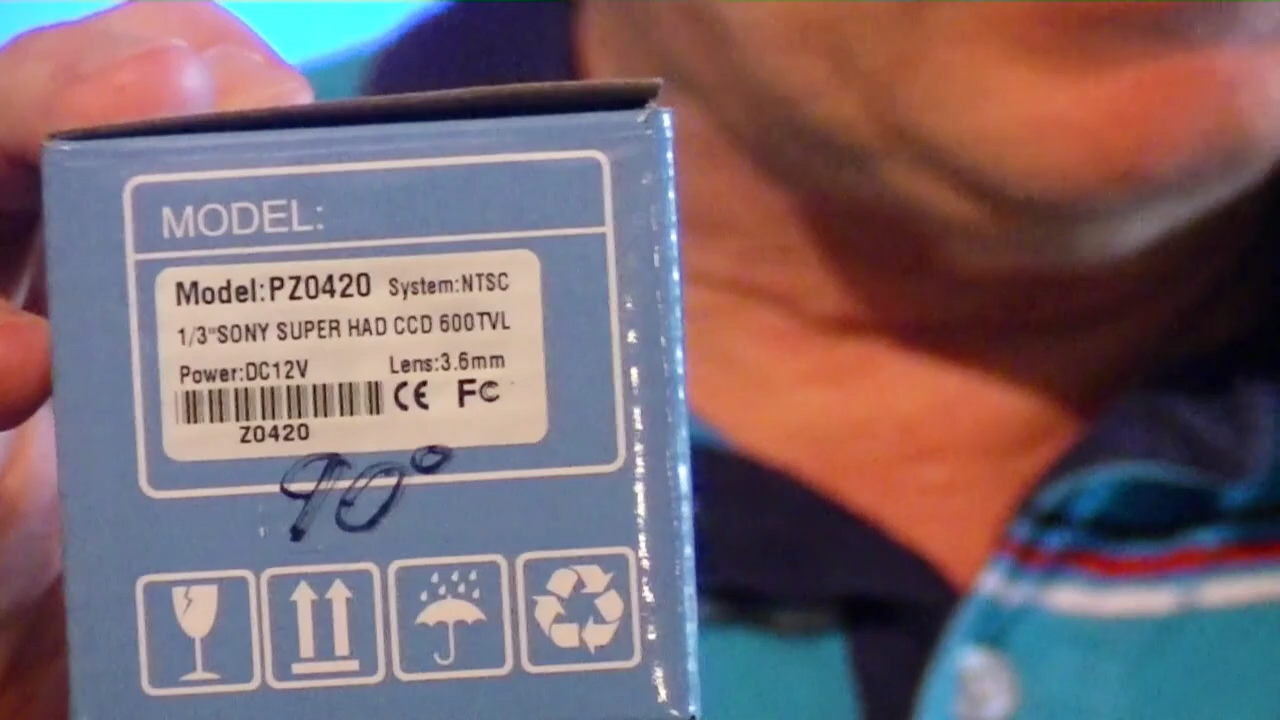 MODEL:
Model:PZ0420 System:NTSC
1/3"SONY SUPER HAD CCD 600TVL
Power:DC12V Lens:3.6mm
CE FC
Z0420
90°